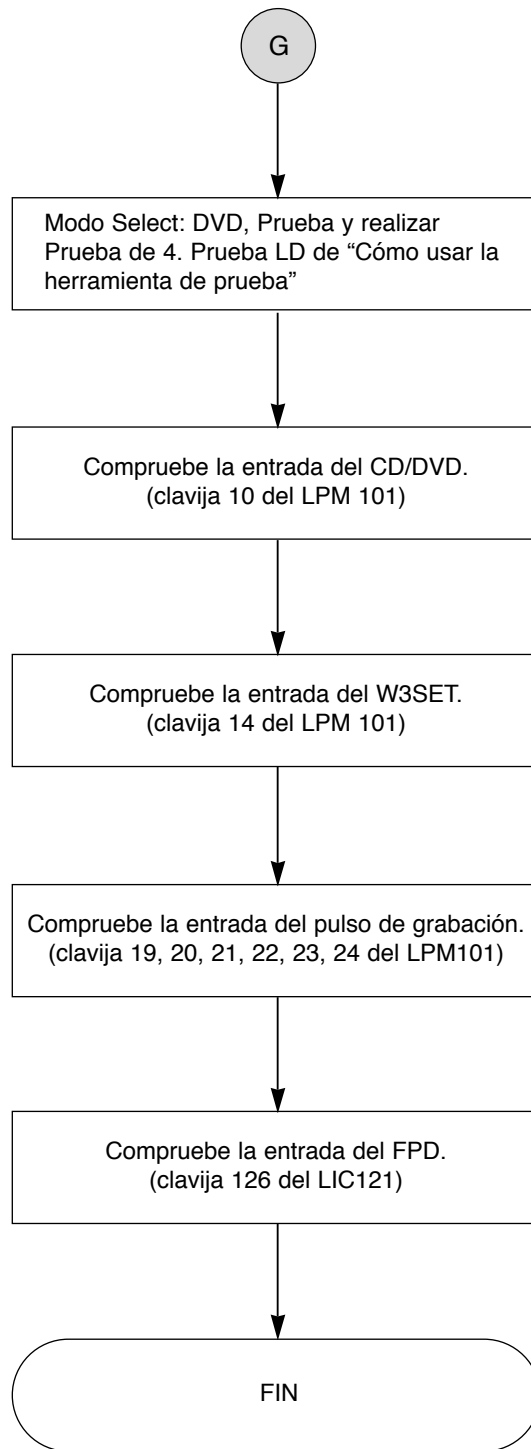 G
Modo Select: DVD, Prueba y realizar
Prueba de 4. Prueba LD de “Cómo usar la
herramienta de prueba”
Compruebe la entrada del CD/DVD.
(clavija 10 del LPM 101)
Compruebe la entrada del W3SET.
(clavija 14 del LPM 101)
Compruebe la entrada del pulso de grabación.
(clavija 19, 20, 21, 22, 23, 24 del LPM101)
Compruebe la entrada del FPD.
(clavija 126 del LIC121)
FIN